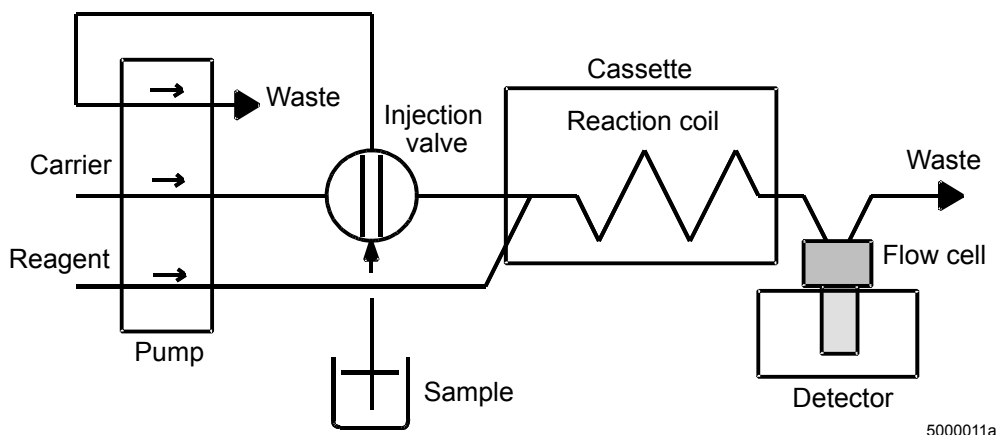 Cassette
Waste
Injection
valve
Reaction coil
Carrier
Waste
Reagent
Flow cell
Pump
Sample
Detector
5000011a